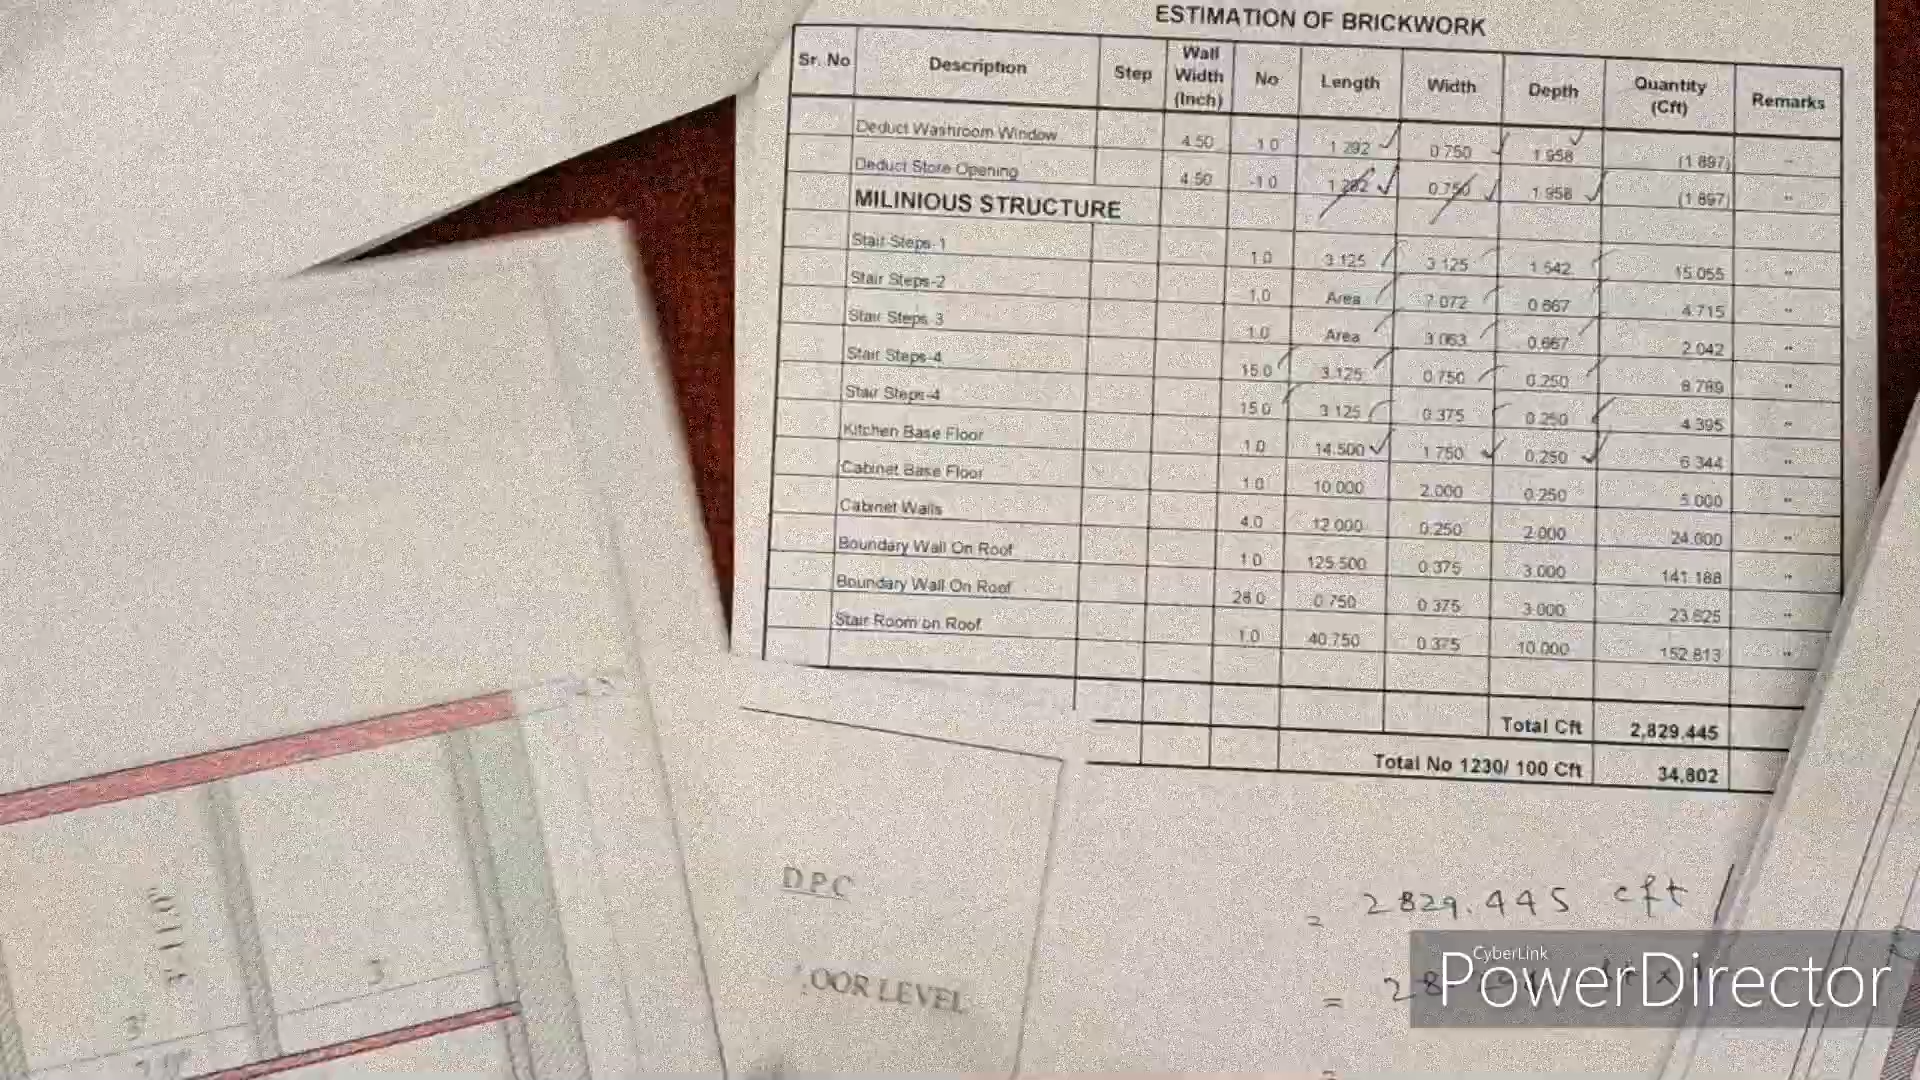 ESTIMATION OF BRICKWORK
Sr. No Description Step Wall Width (Inch) No Length Width Depth Quantity (Cft) Remarks
Deduct Washroom Window 4.50 1.0 1.292 0.750 1.958 (1.897) "
Deduct Store Opening 4.50 -1.0 1.292 0.750 1.958 (1.897) "
MILINIOUS STRUCTURE
Stair Steps-1 1.0 3.125 3.125 1.542 15.055 "
Stair Steps-2 1.0 Area 7.072 0.667 4.715 "
Stair Steps-3 1.0 Area 3.063 0.667 2.042 "
Stair Steps-4 15.0 3.125 0.750 0.250 8.789 "
Stair Steps-4 15.0 3.125 0.375 0.250 4.395 "
Kitchen Base Floor 1.0 14.500 1.750 0.250 6.344 "
Cabinet Base Floor 1.0 10.000 2.000 0.250 5.000 "
Cabinet Walls 4.0 12.000 0.250 2.000 24.000 "
Boundary Wall On Roof 1.0 125.500 0.375 3.000 141.188 "
Boundary Wall On Roof 28.0 0.750 0.375 3.000 23.625 "
Stair Room on Roof 1.0 40.750 0.375 10.000 152.813 "
Total Cft 2,829.445
Total No 1230/ 100 Cft 34,802
DPC
OOR LEVEL
= 2829.445 cft
=
3
3
CyberLink
PowerDirector